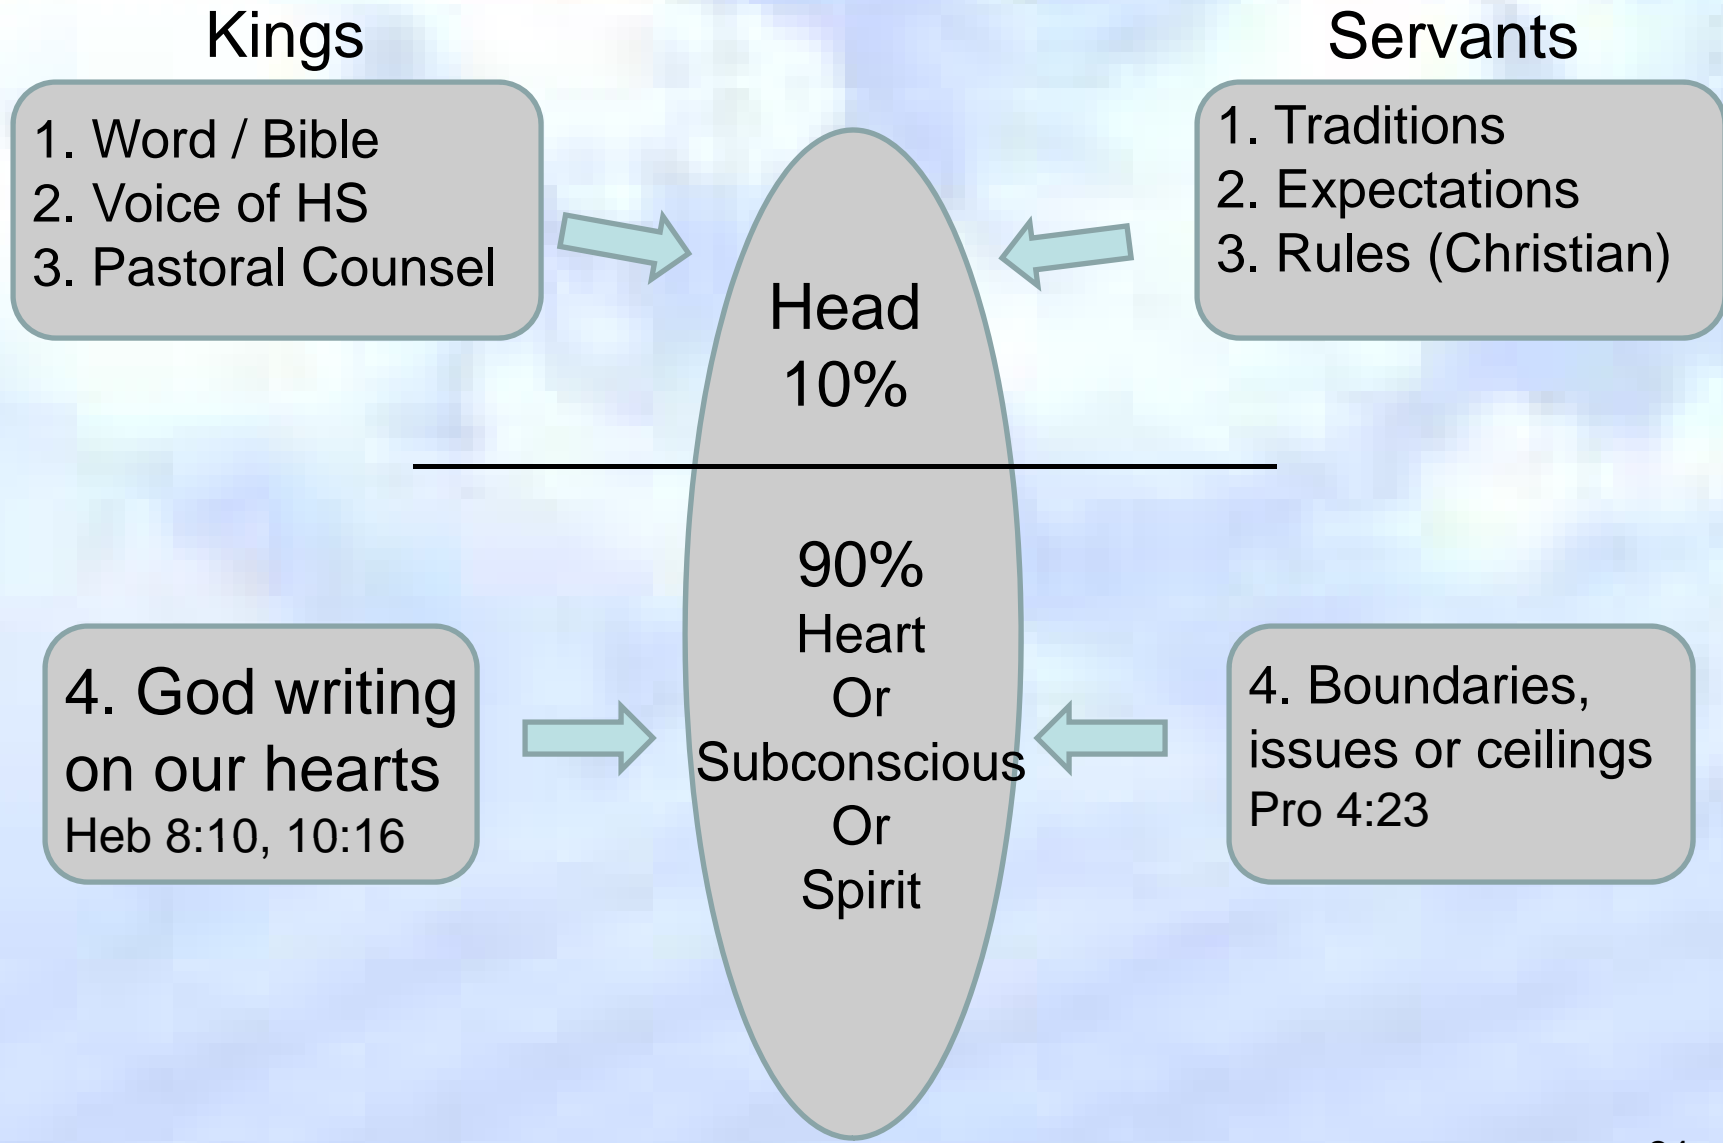 Kings
1. Word / Bible
2. Voice of HS
3. Pastoral Counsel
Servants
1. Traditions
2. Expectations
3. Rules (Christian)
Head
10%
90%
Heart
Or
Subconscious
Or
Spirit
4. God writing
on our hearts
Heb 8:10, 10:16
4. Boundaries,
issues or ceilings
Pro 4:23